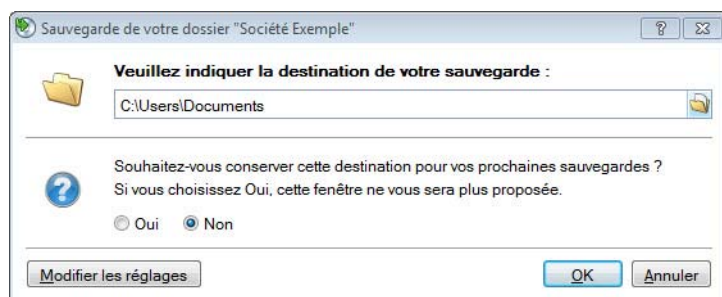 Sauvegarde de votre dossier "Société Exemple"
Veuillez indiquer la destination de votre sauvegarde :
C:\Users\Documents
Souhaitez-vous conserver cette destination pour vos prochaines sauvegardes ?
Si vous choisissez Oui, cette fenêtre ne vous sera plus proposée.
Oui Non
Modifier les réglages OK Annuler